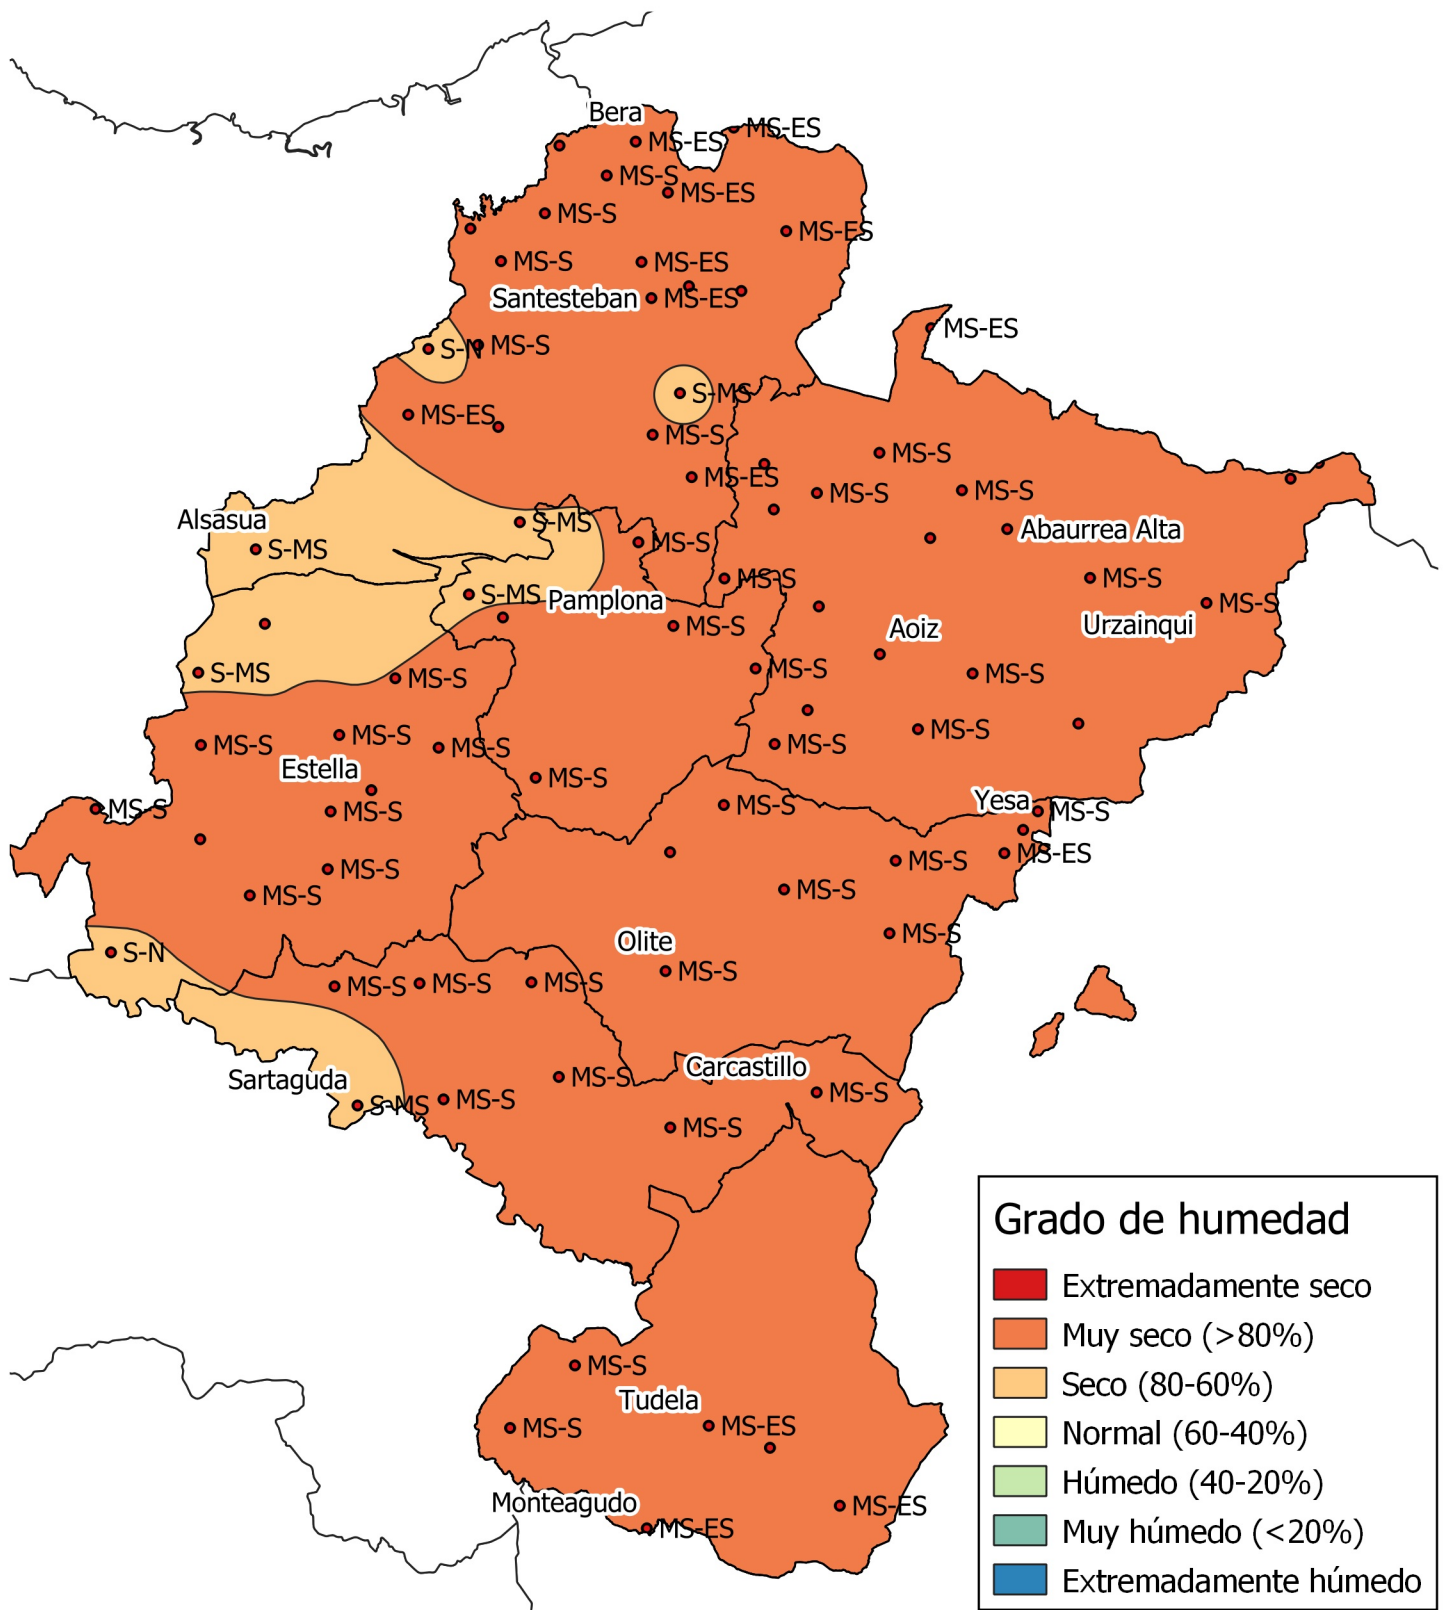 Bera
MS-ES
MS-ES
MS-S
MS-ES
MS-S
MS-ES
MS-S
MS-ES
Santesteban
MS-ES
MS-ES
S-N
MS-S
S-MS
MS-ES
MS-S
MS-S
MS-ES
MS-S
MS-S
Alsasua
S-MS
Abaurrea Alta
S-MS
MS-S
MS-S
MS-S
S-MS
Pamplona
MS-S
MS-S
Aoiz
Urzainqui
S-MS
MS-S
MS-S
MS-S
MS-S
MS-S
MS-S
MS-S
MS-S
Estella
MS-S
Yesa
MS-S
MS-S
MS-S
MS-S
MS-ES
MS-S
MS-S
MS-S
MS-S
MS-S
Olite
S-N
MS-S
MS-S
MS-S
MS-S
Carcastillo
Sartaguda
MS-S
S-MS
MS-S
MS-S
MS-S
Grado de humedad
Extremadamente seco
Muy seco (>80%)
Seco (80-60%)
Normal (60-40%)
Húmedo (40-20%)
Muy húmedo (<20%)
Extremadamente húmedo
MS-S
Tudela
MS-S
MS-ES
Monteagudo
MS-ES
MS-ES